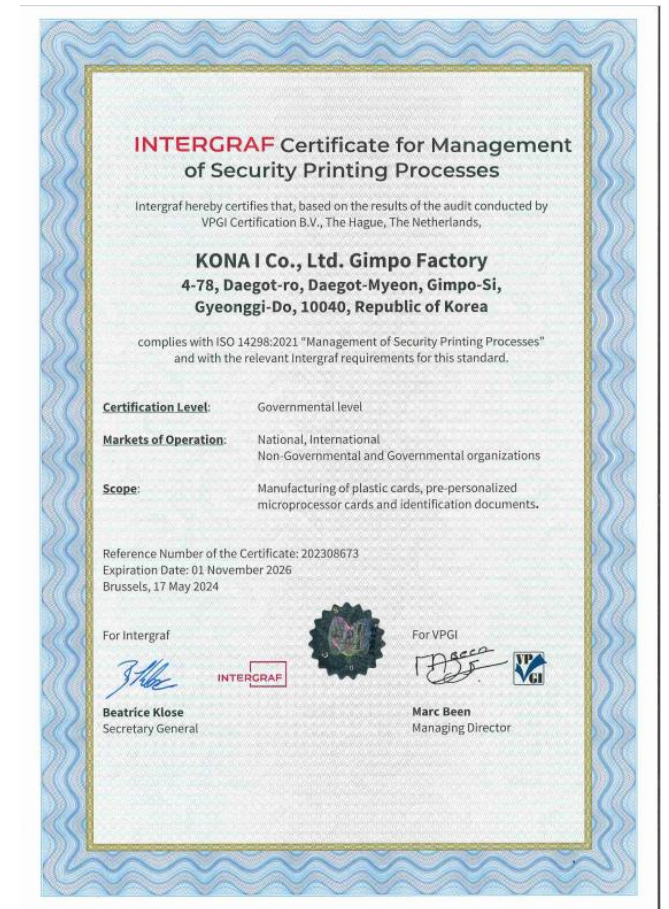 INTERGRAF Certificate for Management
of Security Printing Processes
Intergraf hereby certifies that, based on the results of the audit conducted by
VPGI Certification B.V., The Hague, The Netherlands,
KONA I Co., Ltd. Gimpo Factory
4-78, Daegot-ro, Daegot-Myeon, Gimpo-Si,
Gyeonggi-Do, 10040, Republic of Korea
complies with ISO 14298:2021 "Management of Security Printing Processes"
and with the relevant Intergraf requirements for this standard.
Certification Level: Governmental level
Markets of Operation: National, International
Non-Governmental and Governmental organizations
Scope: Manufacturing of plastic cards, pre-personalized
microprocessor cards and identification documents.
Reference Number of the Certificate: 202308673
Expiration Date: 01 November 2026
Brussels, 17 May 2024
For Intergraf
For VPGI
INTERGRAF
VPGI
Beatrice Klose
Secretary General
Marc Been
Managing Director